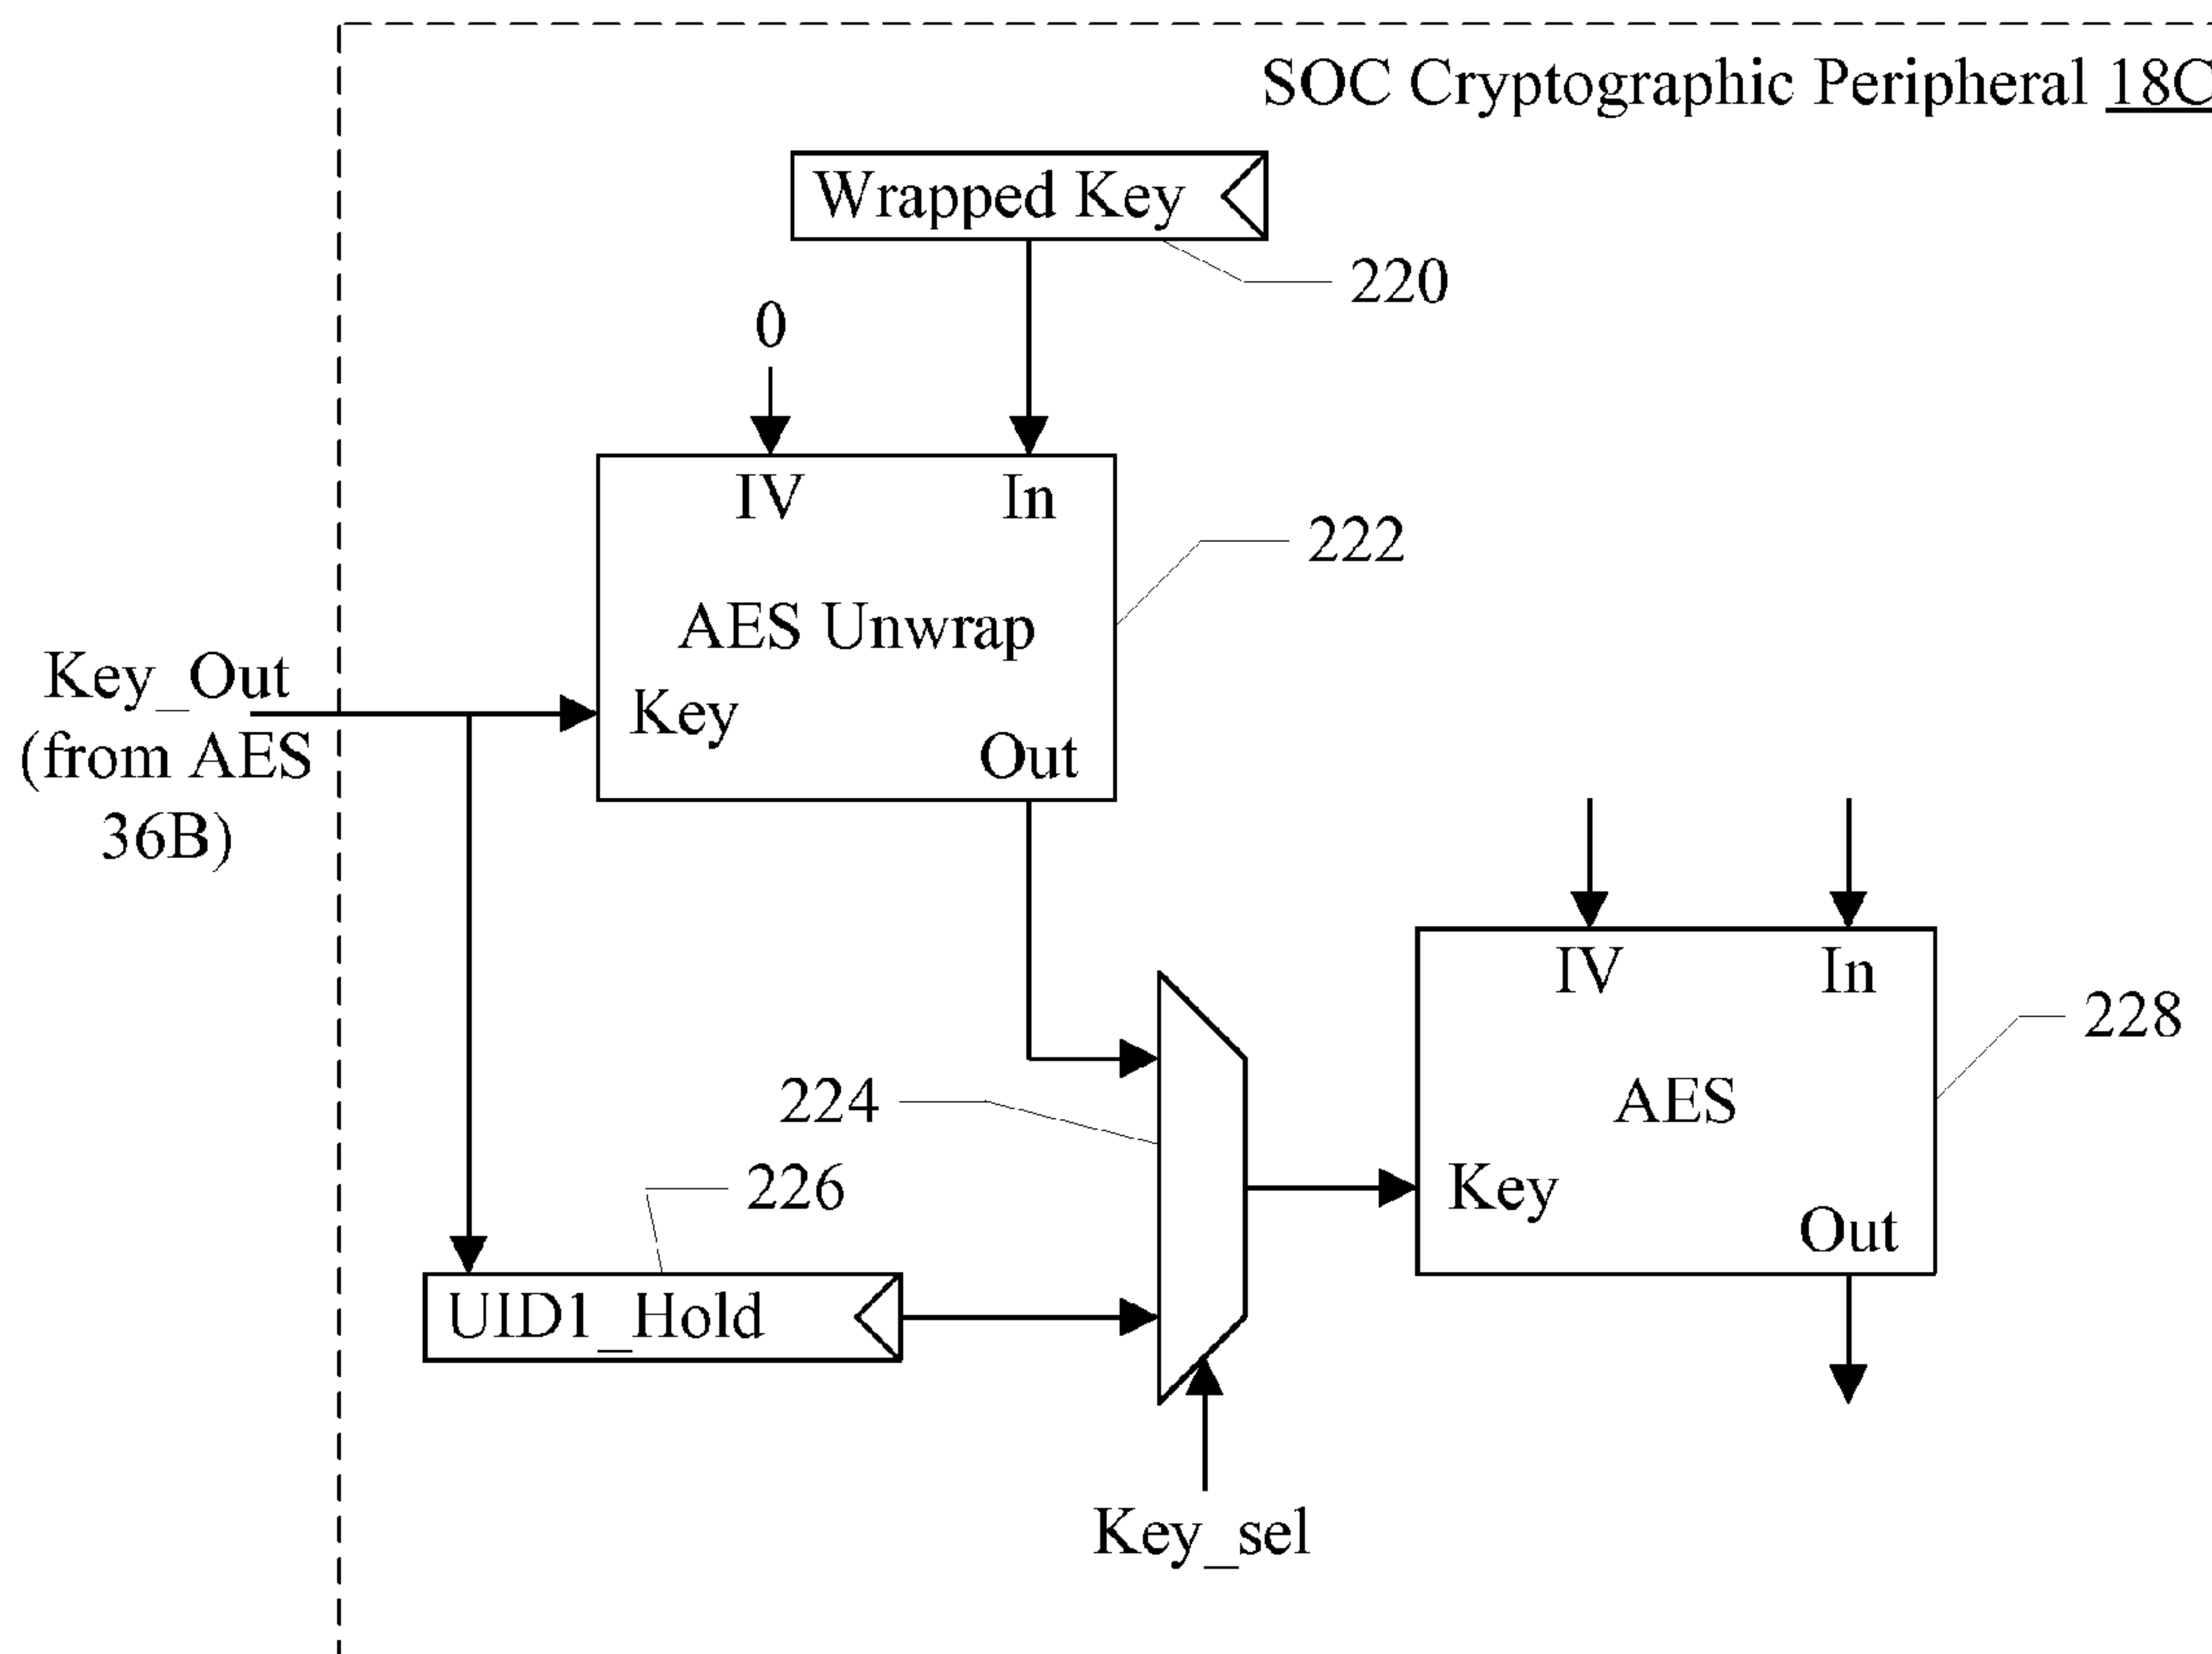 SOC Cryptographic Peripheral 18C
Wrapped Key
220
0
IV
In
222
AES Unwrap
Key_Out
(from AES
36B)
Key
Out
IV
In
228
224
AES
226
Key
Out
UID1_Hold
Key_sel